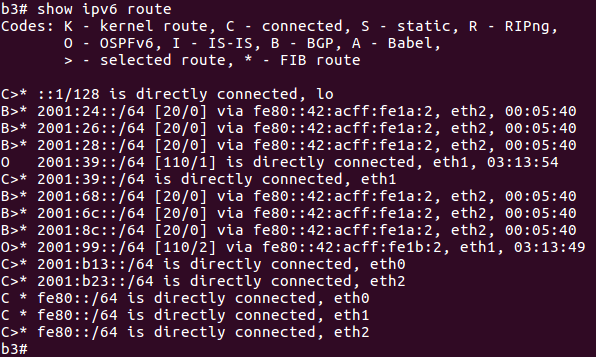 b3# show ipv6 route
Codes: K - kernel route, C - connected, S - static, R - RIPng,
       O - OSPFv6, I - IS-IS, B - BGP, A - Babel,
       > - selected route, * - FIB route

C>* ::1/128 is directly connected, lo
B>* 2001:24::/64 [20/0] via fe80::42:acff:fe1a:2, eth2, 00:05:40
B>* 2001:26::/64 [20/0] via fe80::42:acff:fe1a:2, eth2, 00:05:40
B>* 2001:28::/64 [20/0] via fe80::42:acff:fe1a:2, eth2, 00:05:40
O   2001:39::/64 [110/1] is directly connected, eth1, 03:13:54
C>* 2001:39::/64 is directly connected, eth1
B>* 2001:68::/64 [20/0] via fe80::42:acff:fe1a:2, eth2, 00:05:40
B>* 2001:6c::/64 [20/0] via fe80::42:acff:fe1a:2, eth2, 00:05:40
B>* 2001:8c::/64 [20/0] via fe80::42:acff:fe1a:2, eth2, 00:05:40
O>* 2001:99::/64 [110/2] via fe80::42:acff:fe1b:2, eth1, 03:13:49
C>* 2001:b13::/64 is directly connected, eth0
C>* 2001:b23::/64 is directly connected, eth2
C * fe80::/64 is directly connected, eth0
C * fe80::/64 is directly connected, eth1
C>* fe80::/64 is directly connected, eth2
b3#